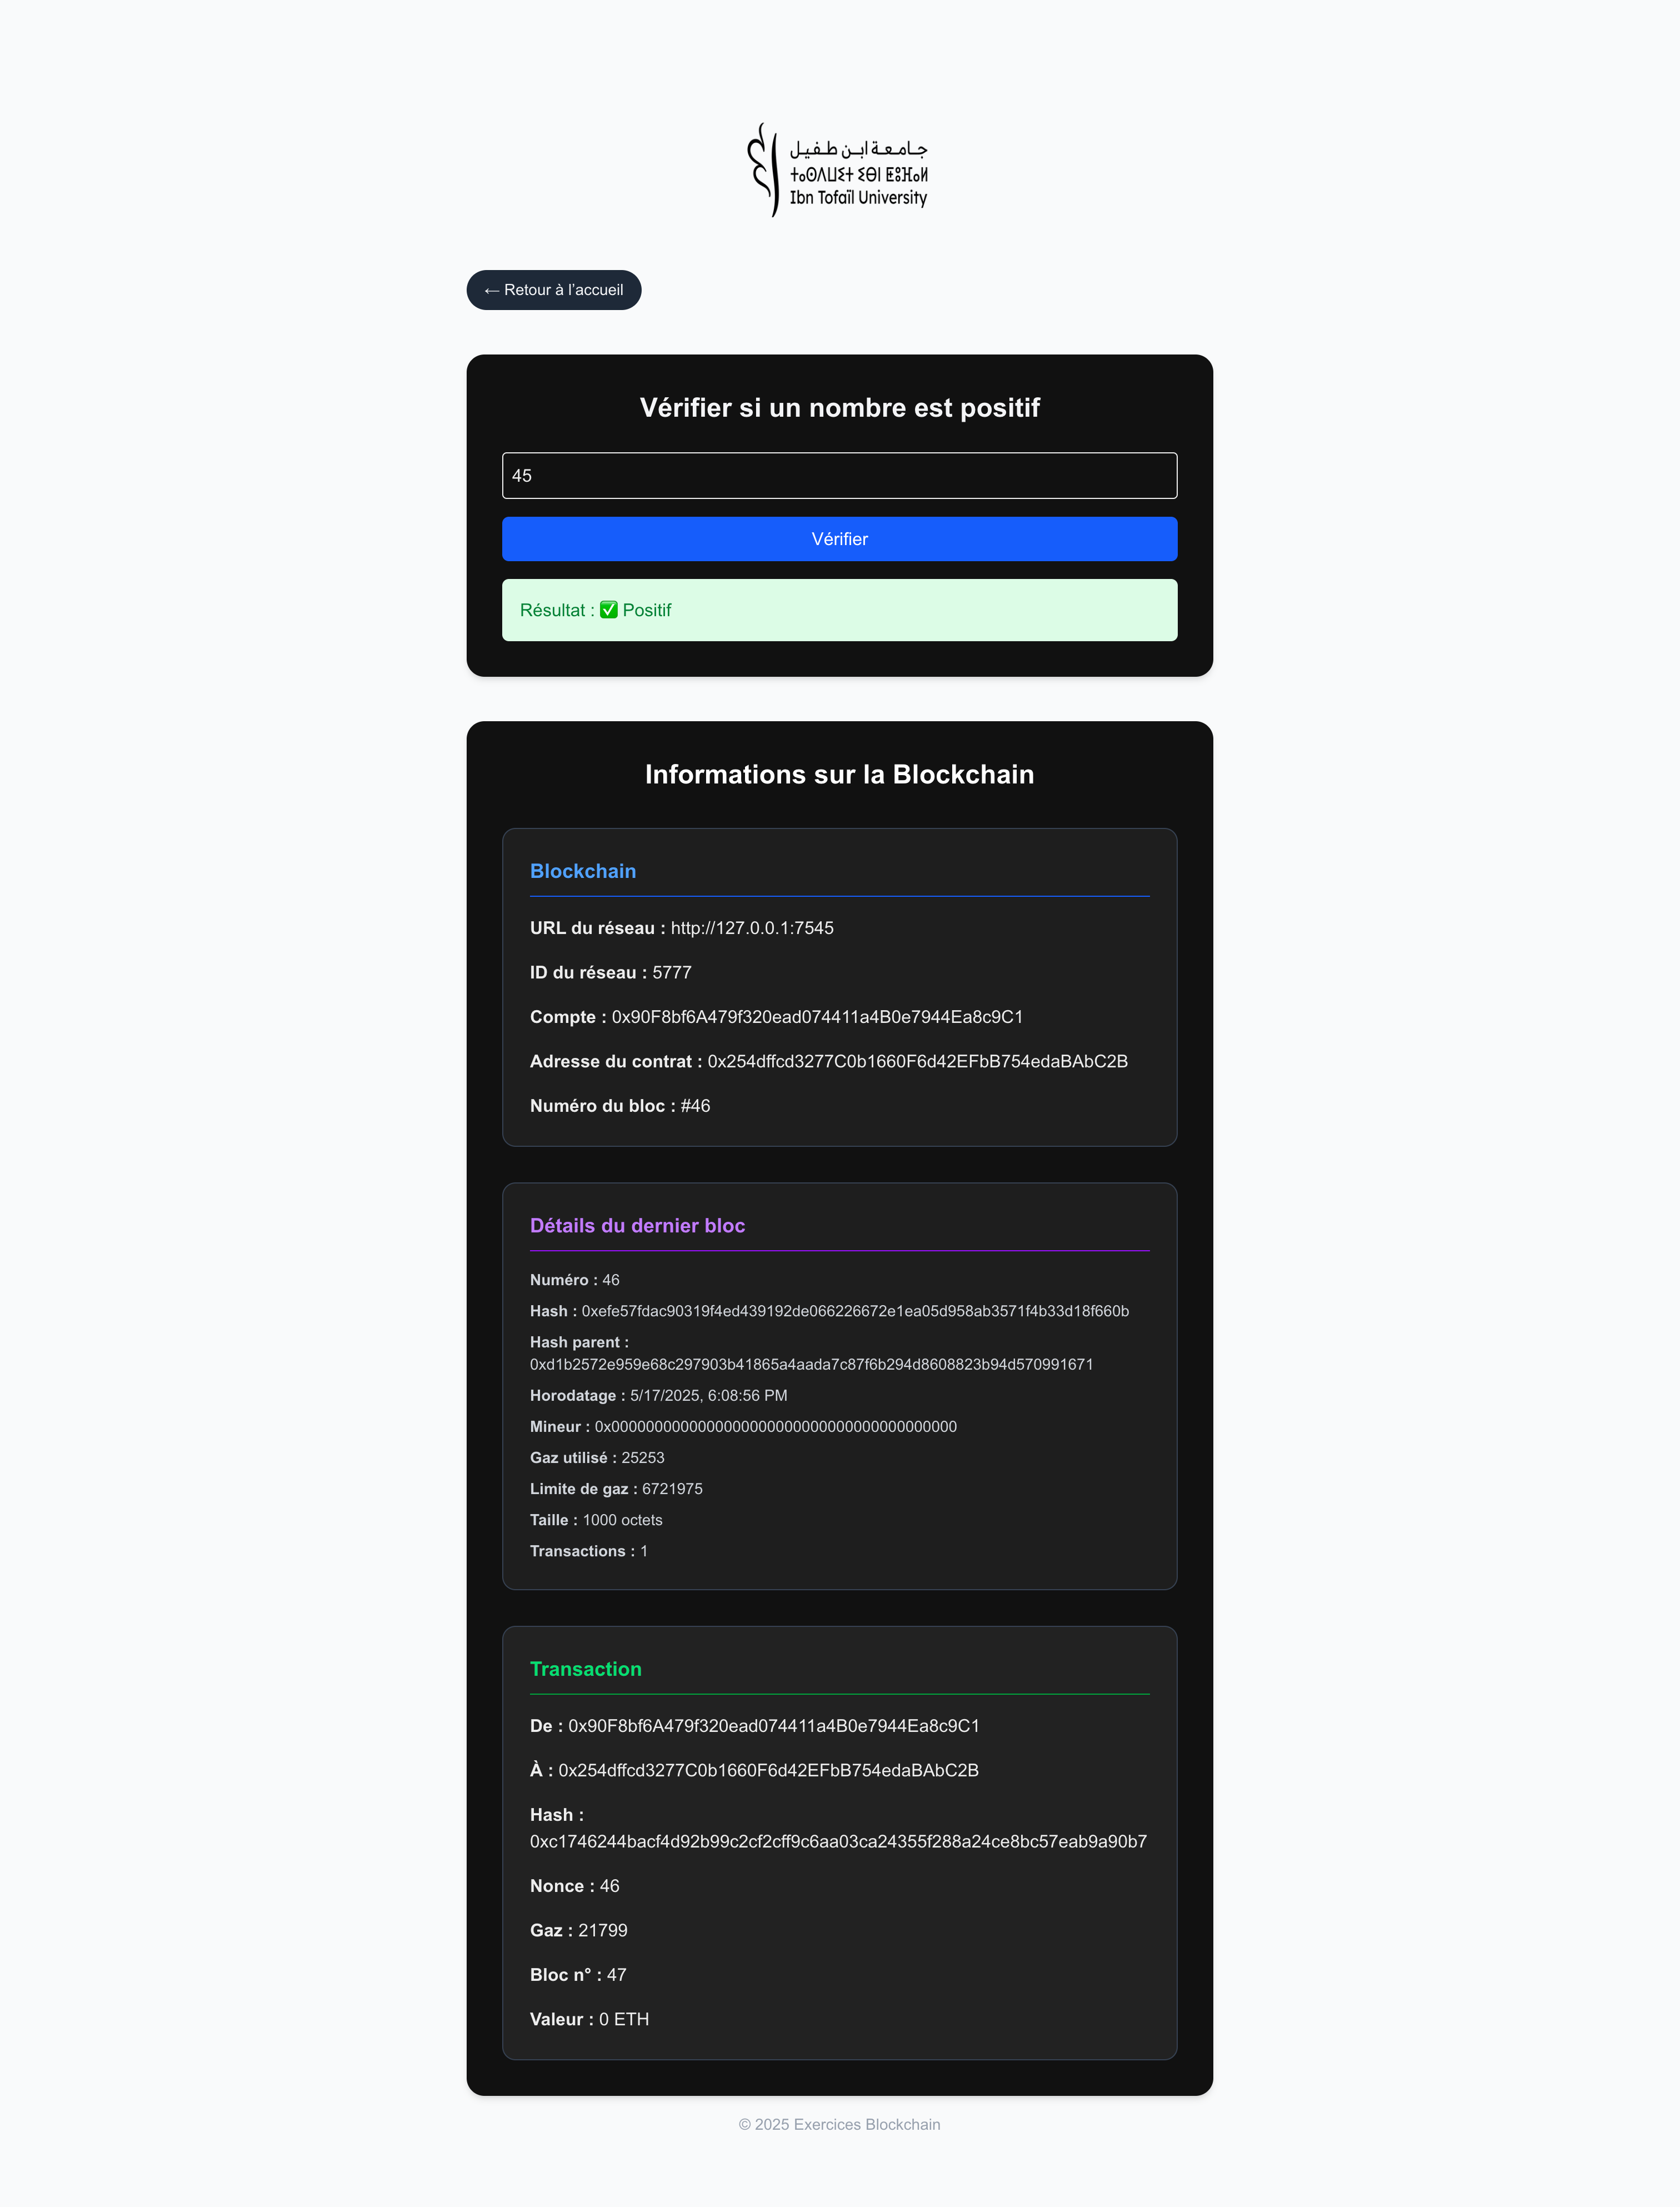 جامعة ابن طفيل
ⵜⴰⵙⴷⴰⵡⵉⵜ ⵉⴱⵏ ⵟⵓⴼⴰⵢⵍ
Ibn Tofaïl University
← Retour à l’accueil
Vérifier si un nombre est positif
45
Vérifier
Résultat : ✅ Positif
Informations sur la Blockchain
Blockchain
URL du réseau : http://127.0.0.1:7545
ID du réseau : 5777
Compte : 0x90F8bf6A479f320ead074411a4B0e7944Ea8c9C1
Adresse du contrat : 0x254dffcd3277C0b1660F6d42EFbB754edaBAbC2B
Numéro du bloc : #46
Détails du dernier bloc
Numéro : 46
Hash : 0xefe57fdac90319f4ed439192de066226672e1ea05d958ab3571f4b33d18f660b
Hash parent :
0xd1b2572e959e68c297903b41865a4aada7c87f6b294d8608823b94d570991671
Horodatage : 5/17/2025, 6:08:56 PM
Mineur : 0x0000000000000000000000000000000000000000
Gaz utilisé : 25253
Limite de gaz : 6721975
Taille : 1000 octets
Transactions : 1
Transaction
De : 0x90F8bf6A479f320ead074411a4B0e7944Ea8c9C1
À : 0x254dffcd3277C0b1660F6d42EFbB754edaBAbC2B
Hash :
0xc1746244bacf4d92b99c2cf2cff9c6aa03ca24355f288a24ce8bc57eab9a90b7
Nonce : 46
Gaz : 21799
Bloc n° : 47
Valeur : 0 ETH
© 2025 Exercices Blockchain